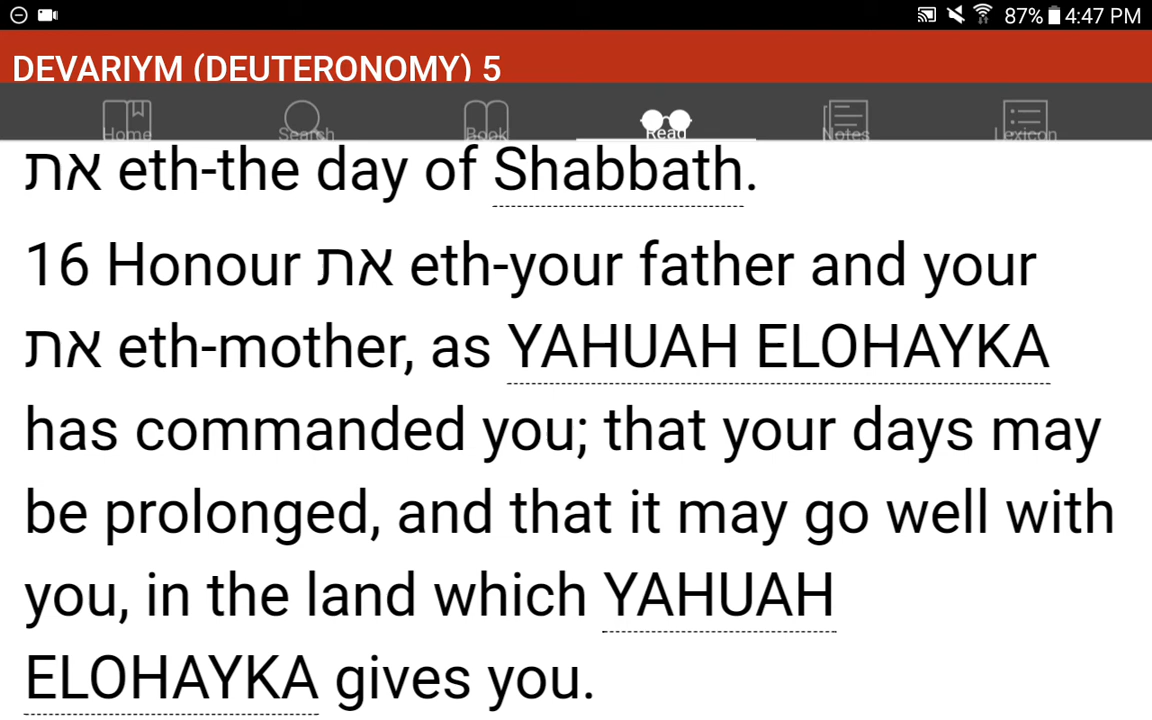 87% 4:47 PM
DEVARIYM (DEUTERONOMY) 5
Home Search Book Read Notes Lexicon
את eth-the day of Shabbath.
16 Honour את eth-your father and your
את eth-mother, as YAHUAH ELOHAYKA
has commanded you; that your days may
be prolonged, and that it may go well with
you, in the land which YAHUAH
ELOHAYKA gives you.